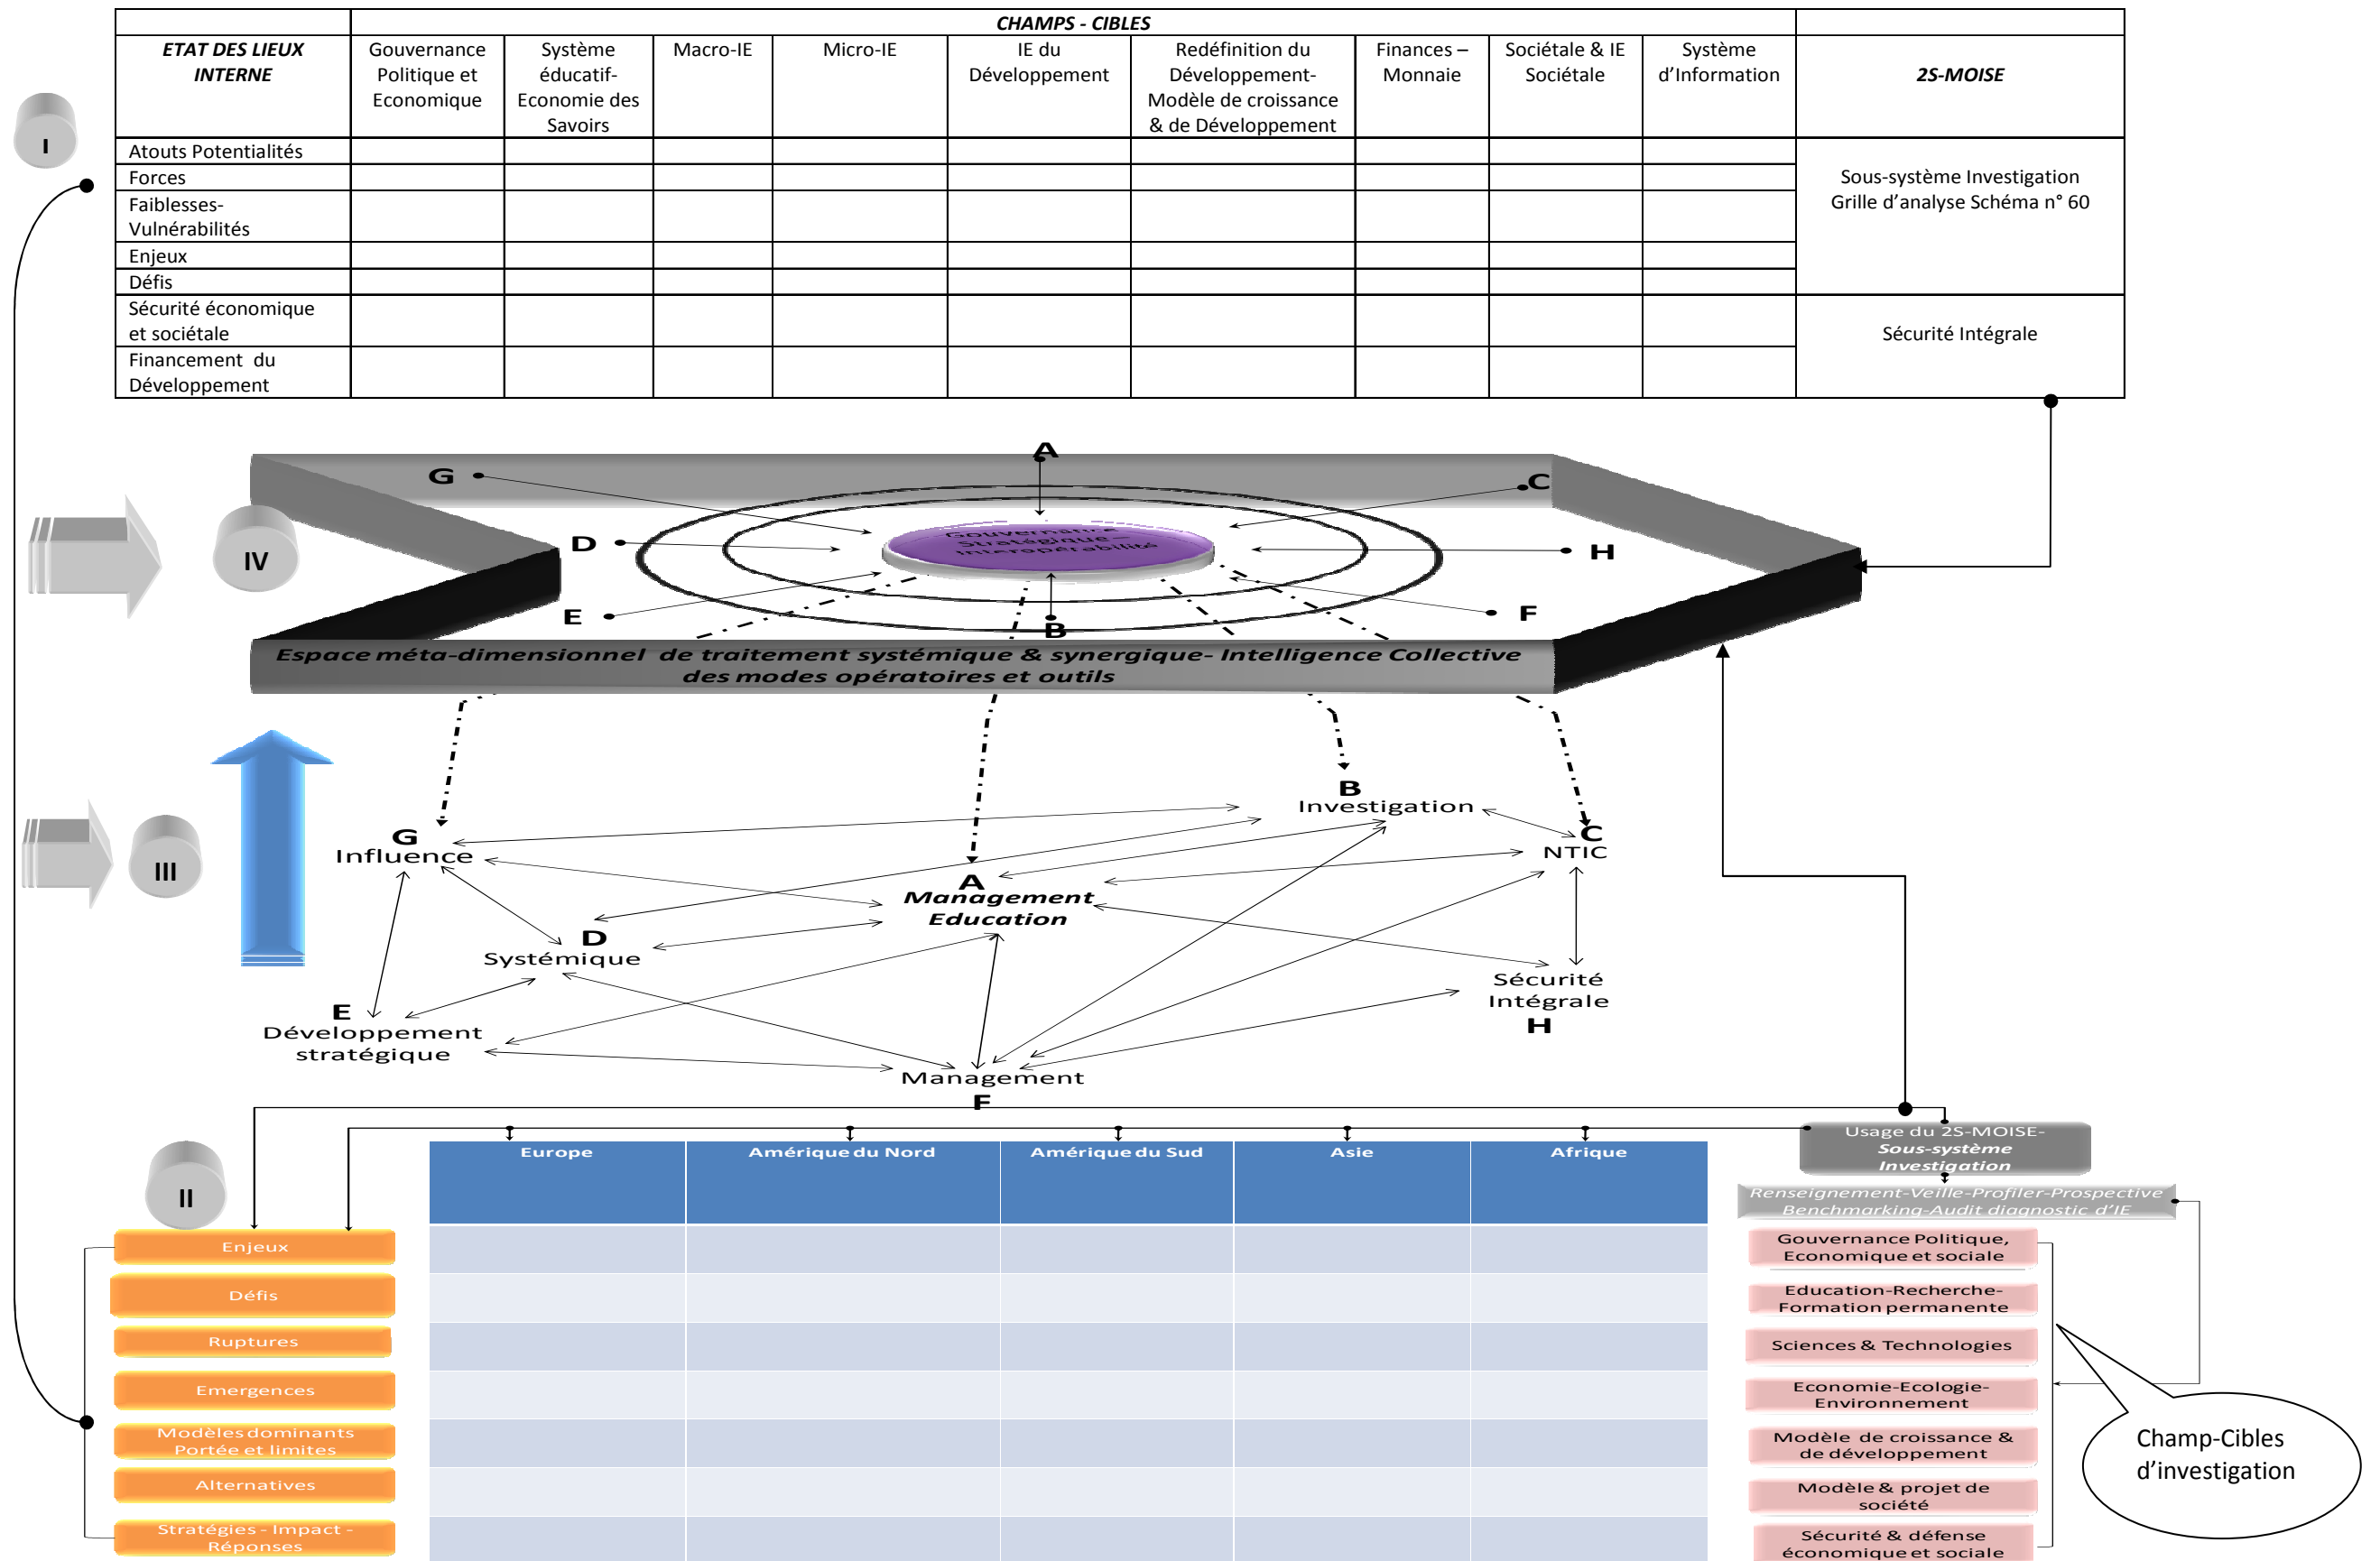 CHAMPS - CIBLES
ETAT DES LIEUX
INTERNE
Gouvernance
Politique et
Economique
Système
éducatif-
Economie des
Savoirs
Macro-IE
Micro-IE
IE du
Développement
Redéfinition du
Développement-
Modèle de croissance
& de Développement
Finances –
Monnaie
Sociétale & IE
Sociétale
Système
d’Information
2S-MOISE
I
Atouts Potentialités
Forces
Faiblesses-
Vulnérabilités
Enjeux
Défis
Sous-système Investigation
Grille d’analyse Schéma n° 60
Sécurité économique
et sociétale
Financement du
Développement
Sécurité Intégrale
A
G
C
D
H
E
F
B
IV
Gouvernance
Stratégique –
Interopérabilité
Espace méta-dimensionnel de traitement systémique & synergique- Intelligence Collective
des modes opératoires et outils
III
B
Investigation
G
Influence
C
NTIC
A
Management
Education
D
Systémique
Sécurité
Intégrale
H
E
Développement
stratégique
Management
F
II
Europe
Amérique du Nord
Amérique du Sud
Asie
Afrique
Usage du 2S-MOISE-
Sous-système
Investigation
Renseignement-Veille-Profiler-Prospective
Benchmarking-Audit diagnostic d’IE
Enjeux
Défis
Ruptures
Emergences
Modèles dominants
Portée et limites
Alternatives
Stratégies - Impact -
Réponses
Gouvernance Politique,
Economique et sociale
Education-Recherche-
Formation permanente
Sciences & Technologies
Economie-Ecologie-
Environnement
Modèle de croissance &
de développement
Modèle & projet de
société
Sécurité & défense
économique et sociale
Champ-Cibles
d’investigation